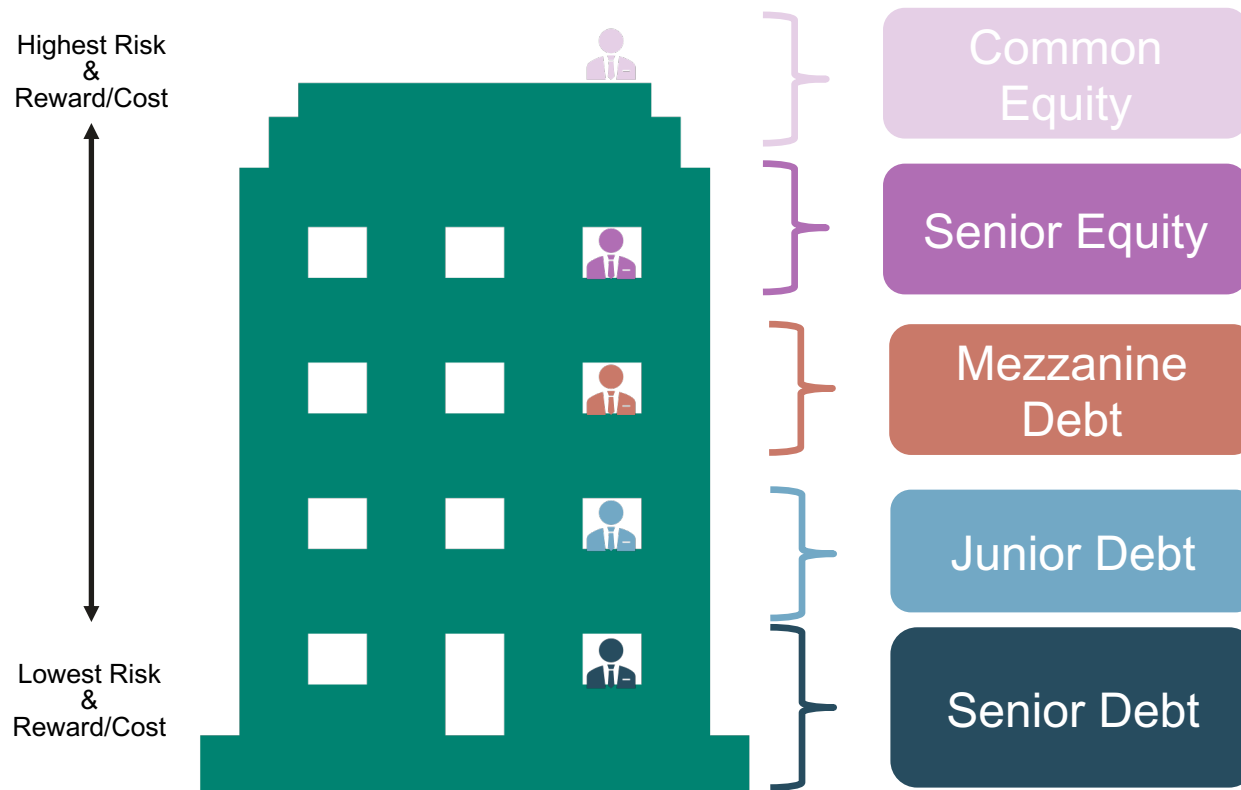 Highest Risk
&
Reward/Cost
Common
Equity
Senior Equity
Mezzanine
Debt
Junior Debt
Lowest Risk
&
Reward/Cost
Senior Debt